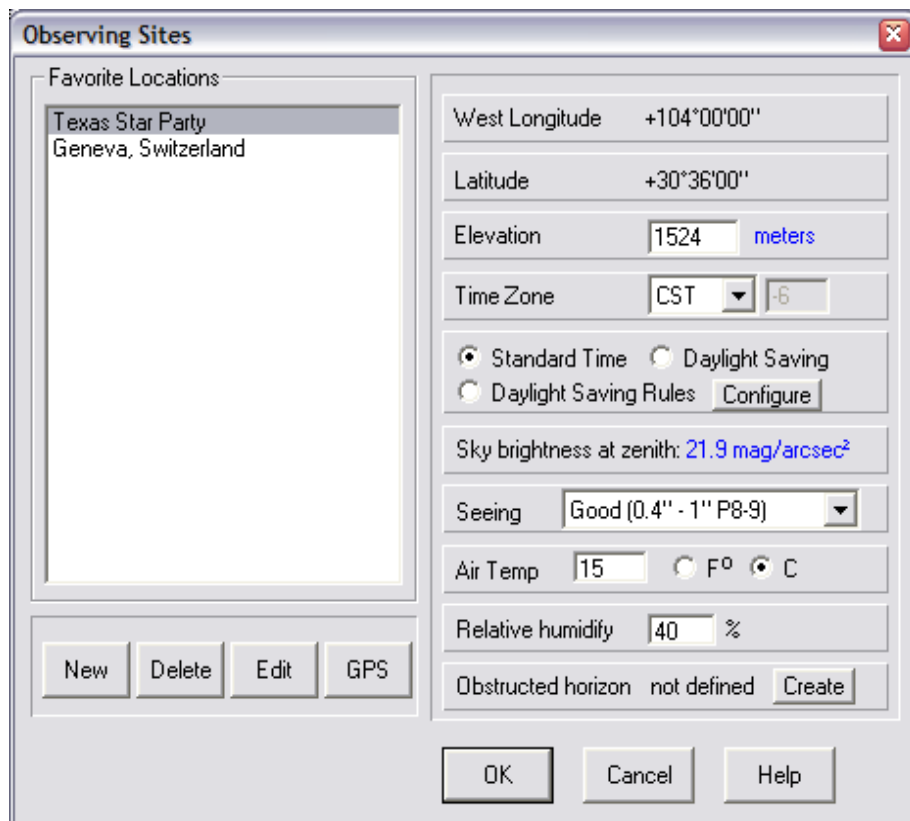 Observing Sites
Favorite Locations
Texas Star Party
Geneva, Switzerland
New Delete Edit GPS
West Longitude +104°00'00"
Latitude +30°36'00"
Elevation 1524 meters
Time Zone CST -6
Standard Time Daylight Saving
Daylight Saving Rules Configure
Sky brightness at zenith: 21.9 mag/arcsec²
Seeing Good (0.4" - 1" P8-9)
Air Temp 15 Fº C
Relative humidify 40 %
Obstructed horizon not defined Create
OK Cancel Help